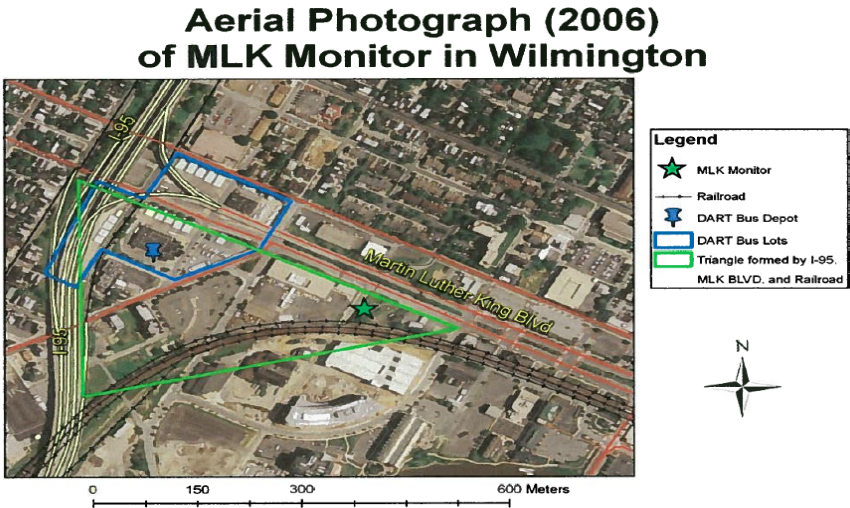 Aerial Photograph (2006)
of MLK Monitor in Wilmington
I-95
I-95
Martin Luther King Blvd
Legend
MLK Monitor
Railroad
DART Bus Depot
DART Bus Lots
Triangle formed by I-95.
MLK BLVD. and Railroad
N
0 150 300 600 Meters